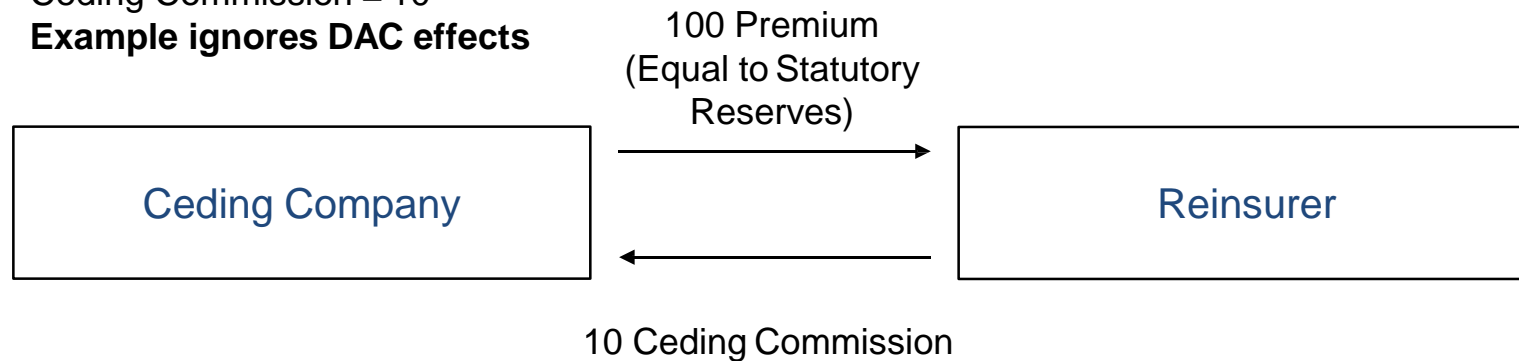 Ceding Commission = 10
Example ignores DAC effects
100 Premium
(Equal to Statutory
Reserves)
Ceding Company
Reinsurer
10 Ceding Commission